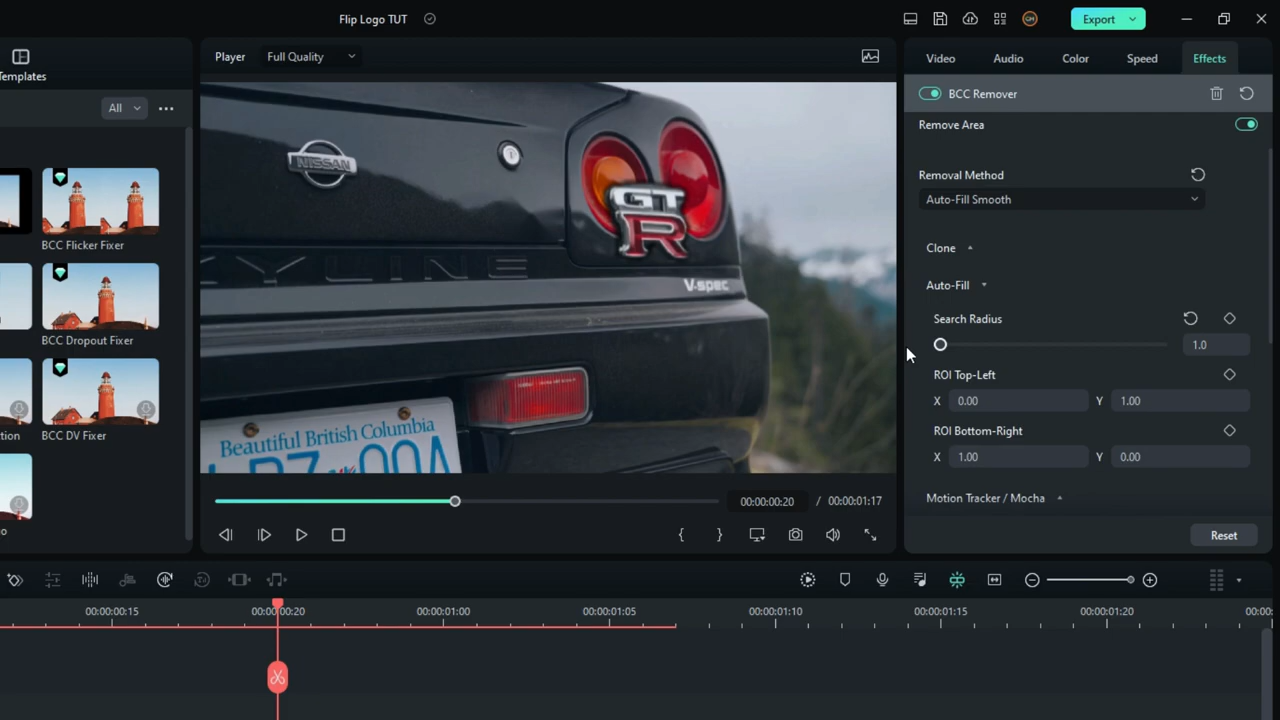 Flip Logo TUT
Export
Templates
Player Full Quality
Video Audio Color Speed Effects
All
BCC Remover
Remove Area
Removal Method
Auto-Fill Smooth
Clone
Auto-Fill
Search Radius
1.0
ROI Top-Left
X 0.00 Y 1.00
ROI Bottom-Right
X 1.00 Y 0.00
Motion Tracker / Mocha
Reset
BCC Flicker Fixer
BCC Dropout Fixer
tion BCC DV Fixer
o
NISSAN
GT
R
KYLINE
V-spec
Beautiful British Columbia
00:00:00:20 / 00:00:01:17
00:00:00:15 00:00:00:20 00:00:01:00 00:00:01:05 00:00:01:10 00:00:01:15 00:00:01:20 00:00: